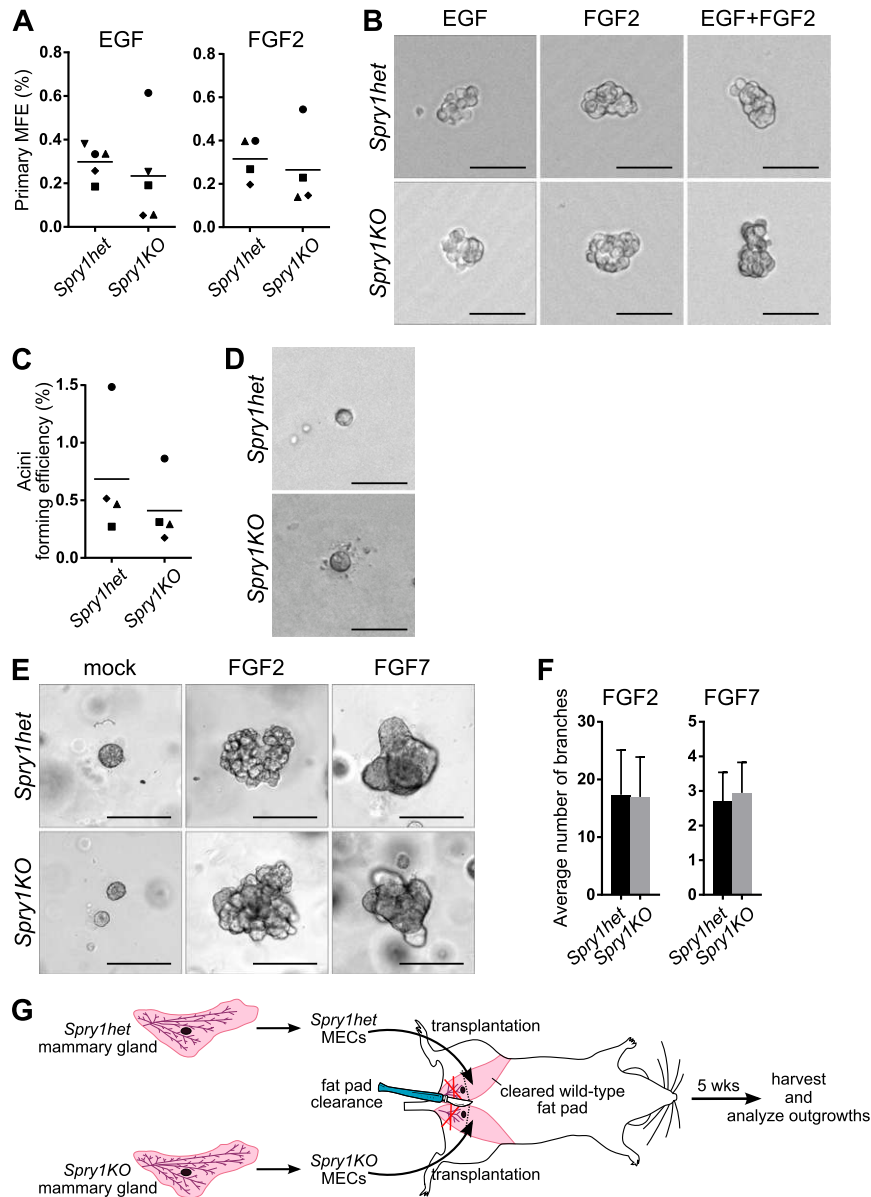 A
EGF
FGF2
Primary MFE (%)
0.8
0.6
0.4
0.2
0.0
Spry1het
Spry1KO
0.8
0.6
0.4
0.2
0.0
Spry1het
Spry1KO
B
EGF
FGF2
EGF+FGF2
Spry1het
Spry1KO
C
Acini
forming efficiency (%)
1.5
1.0
0.5
0.0
Spry1het
Spry1KO
D
Spry1het
Spry1KO
E
mock
FGF2
FGF7
Spry1het
Spry1KO
F
FGF2
FGF7
Average number of branches
30
20
10
0
Spry1het
Spry1KO
5
4
3
2
1
0
Spry1het
Spry1KO
G
Spry1het
mammary gland
Spry1het
MECs
transplantation
fat pad
clearance
cleared wild-type
fat pad
5 wks
harvest
and
analyze outgrowths
Spry1KO
mammary gland
Spry1KO
MECs
transplantation